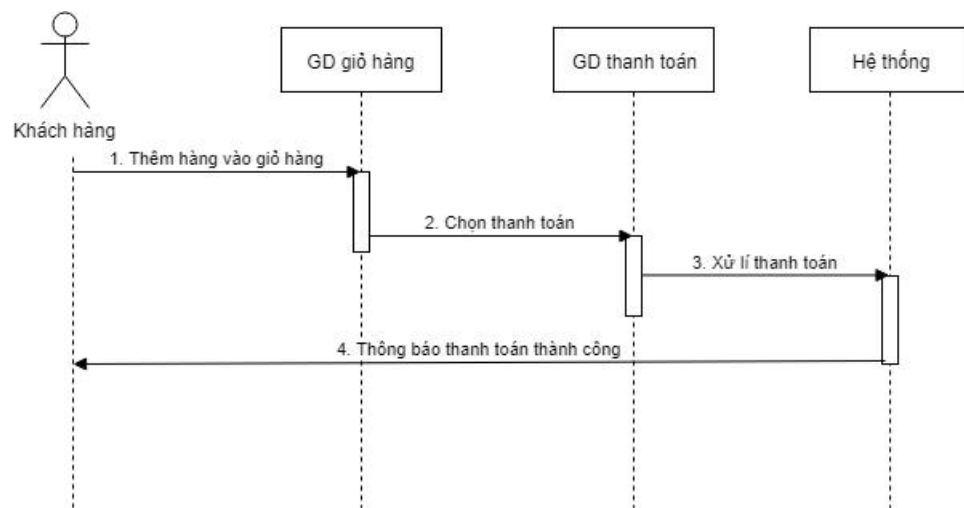 GD giỏ hàng
GD thanh toán
Hệ thống
Khách hàng
1. Thêm hàng vào giỏ hàng
2. Chọn thanh toán
3. Xử lí thanh toán
4. Thông báo thanh toán thành công